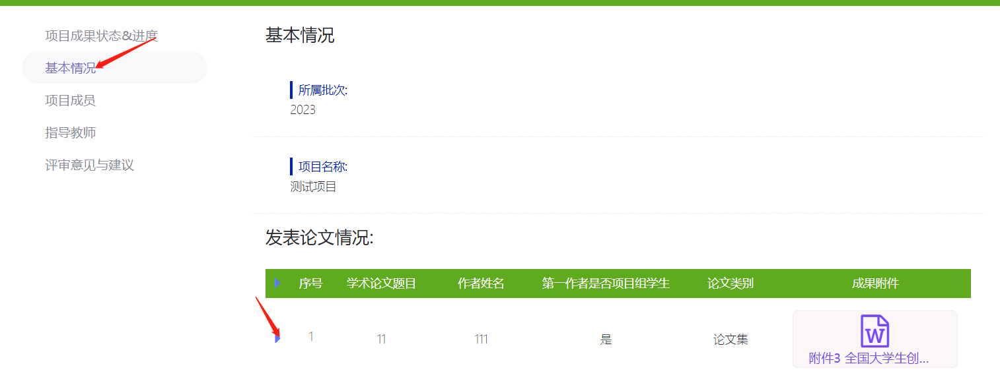 项目成果状态&进度
基本情况
项目成员
指导教师
评审意见与建议
基本情况
所属批次:
2023
项目名称:
测试项目
发表论文情况:
序号 学术论文题目 作者姓名 第一作者是否项目组学生 论文类别 成果附件
1 11 111 是 论文集
W
附件3 全国大学生创...